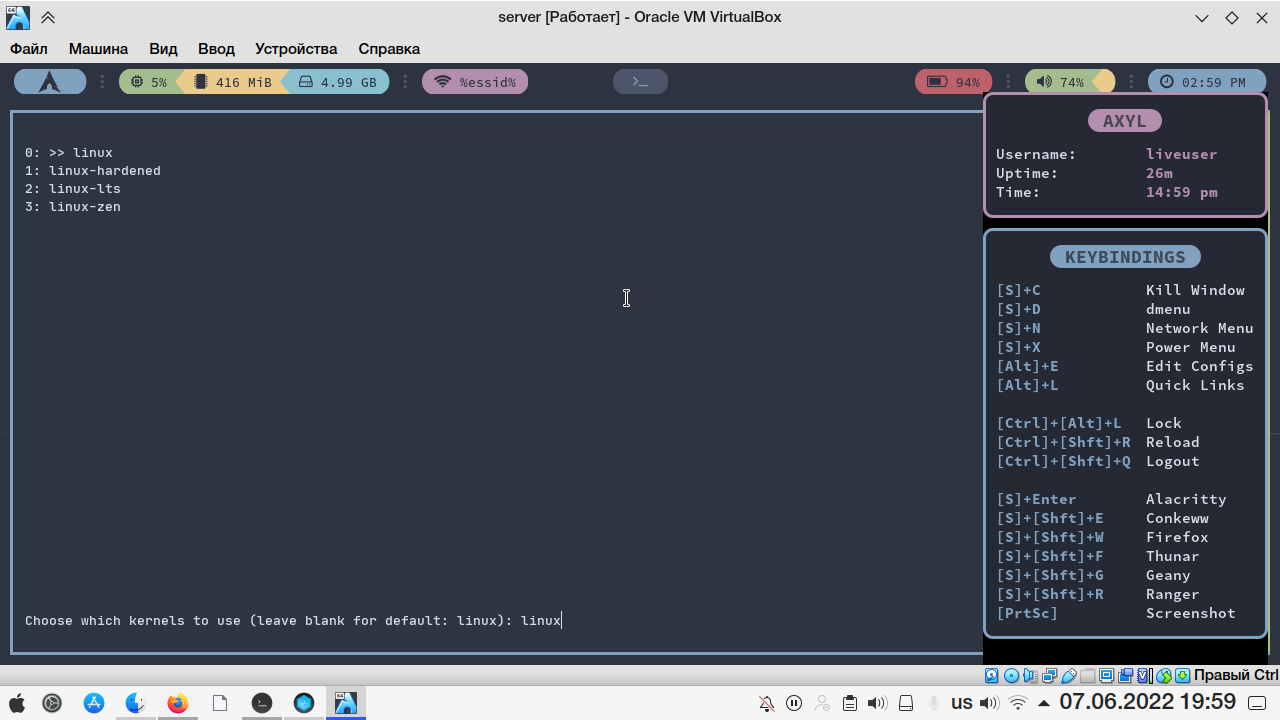 server [Работает] - Oracle VM VirtualBox
Файл Машина Вид Ввод Устройства Справка
5% 416 MiB 4.99 GB %essid% >_ 94% 74% 02:59 PM
0: >> linux
1: linux-hardened
2: linux-lts
3: linux-zen
Choose which kernels to use (leave blank for default: linux): linux
AXYL
Username: liveuser
Uptime: 26m
Time: 14:59 pm
KEYBINDINGS
[S]+C Kill Window
[S]+D dmenu
[S]+N Network Menu
[S]+X Power Menu
[Alt]+E Edit Configs
[Alt]+L Quick Links
[Ctrl]+[Alt]+L Lock
[Ctrl]+[Shft]+R Reload
[Ctrl]+[Shft]+Q Logout
[S]+Enter Alacritty
[S]+[Shft]+E Conkeww
[S]+[Shft]+W Firefox
[S]+[Shft]+F Thunar
[S]+[Shft]+G Geany
[S]+[Shft]+R Ranger
[PrtSc] Screenshot
Правый Ctrl
us 07.06.2022 19:59